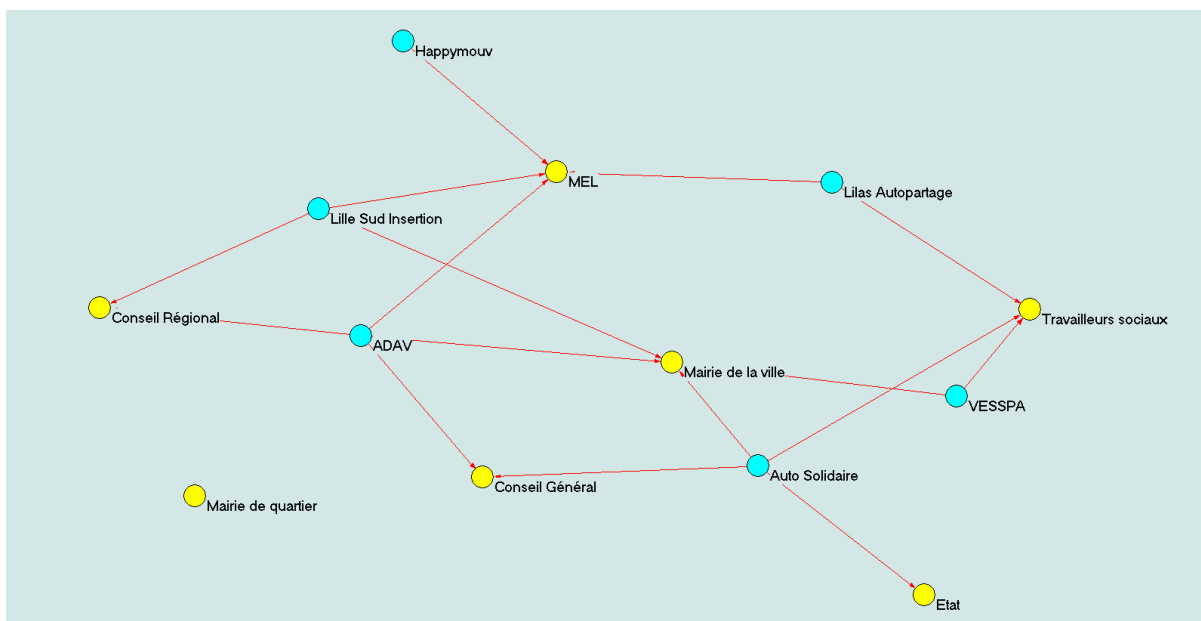 Happymouv
MEL
Lilas Autopartage
Lille Sud Insertion
Conseil Régional
Travailleurs sociaux
ADAV
Mairie de la ville
VESSPA
Auto Solidaire
Conseil Général
Mairie de quartier
Etat